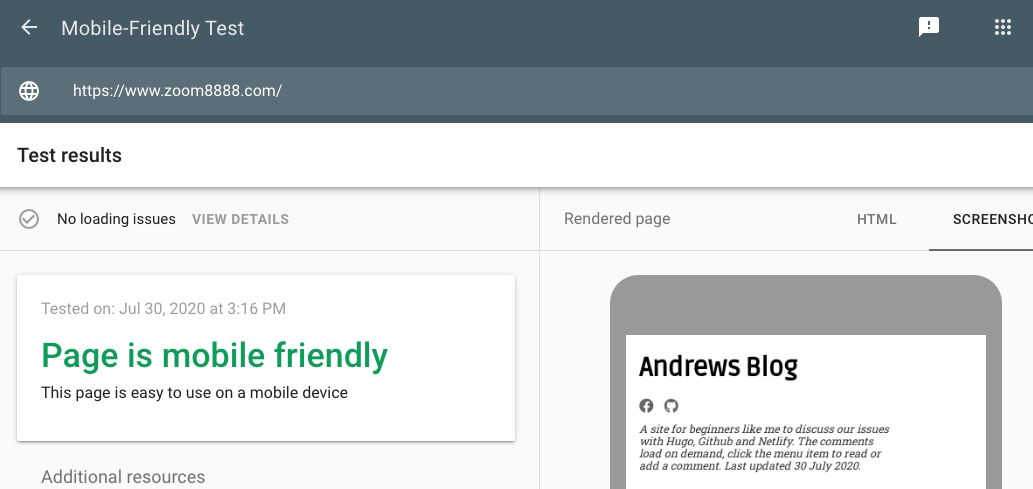 Mobile-Friendly Test
https://www.zoom8888.com/
Test results
No loading issues VIEW DETAILS
Rendered page HTML SCREENSHO
Tested on: Jul 30, 2020 at 3:16 PM
Page is mobile friendly
This page is easy to use on a mobile device
Additional resources
Andrews Blog
A site for beginners like me to discuss our issues
with Hugo, Github and Netlify. The comments
load on demand, click the menu item to read or
add a comment. Last updated 30 July 2020.